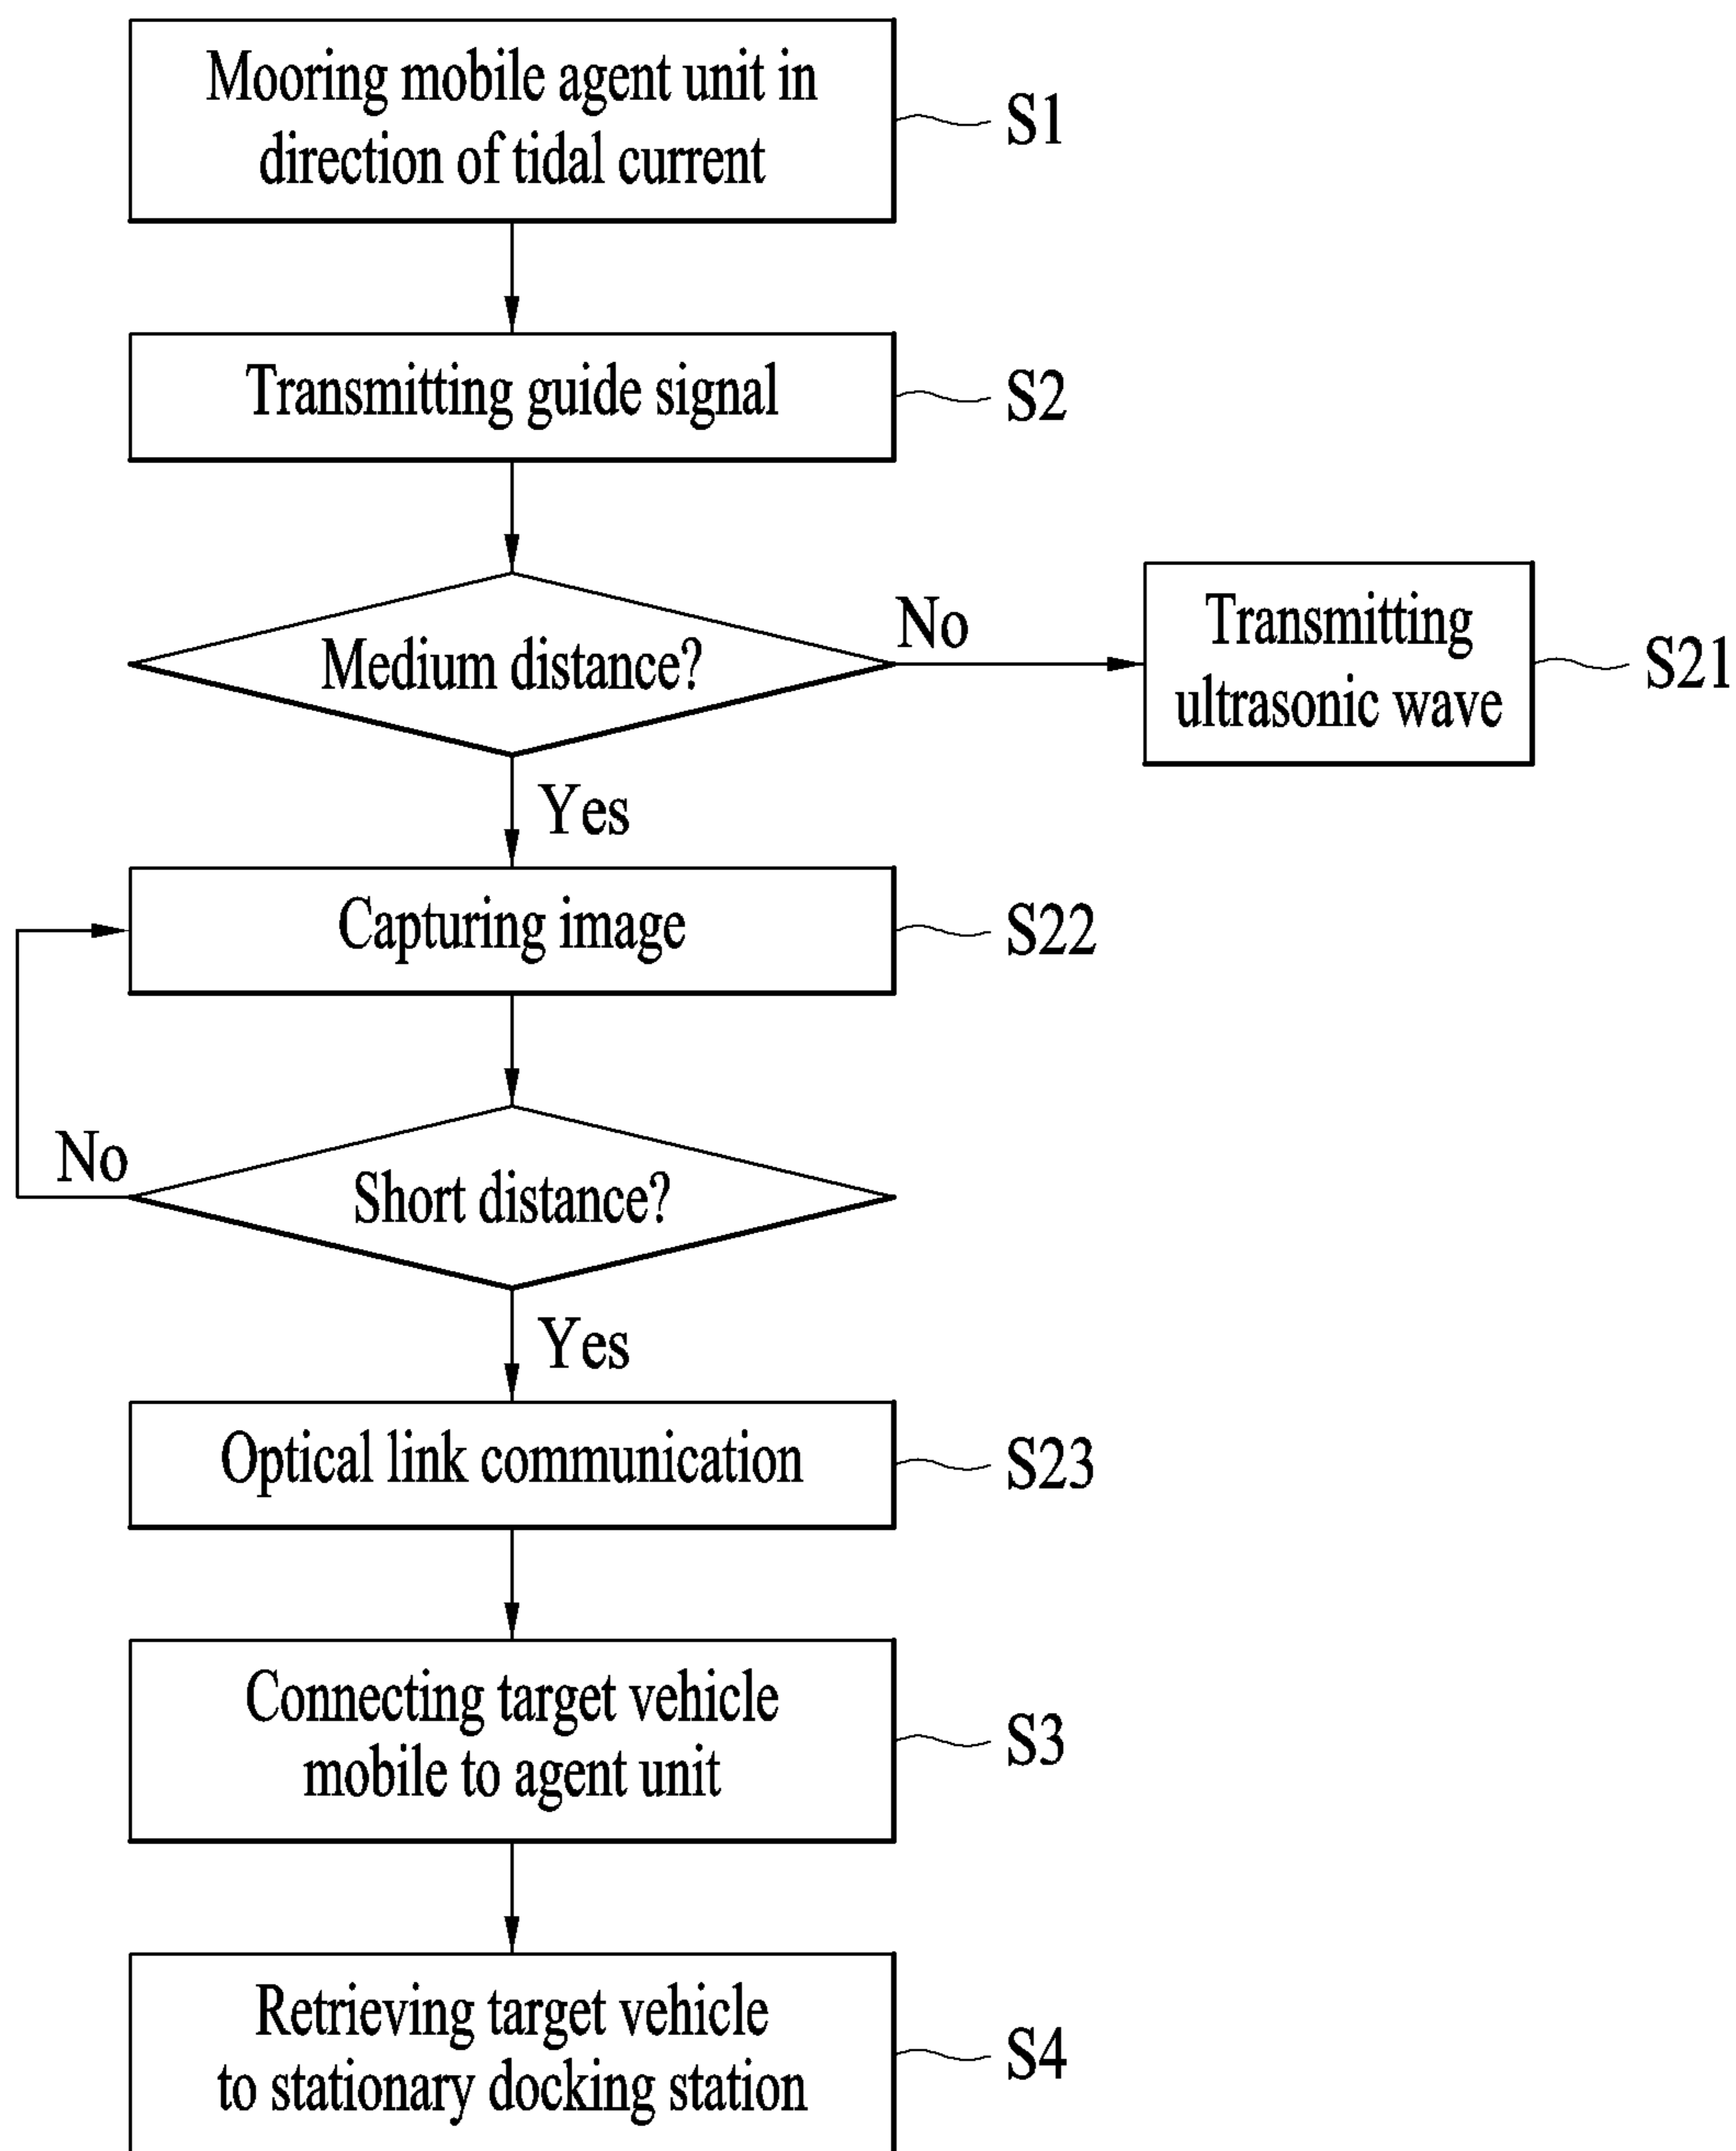 Mooring mobile agent unit in
direction of tidal current
S1
Transmitting guide signal
S2
Medium distance?
No
Transmitting
ultrasonic wave
S21
Yes
Capturing image
S22
No
Short distance?
Yes
Optical link communication
S23
Connecting target vehicle
mobile to agent unit
S3
Retrieving target vehicle
to stationary docking station
S4